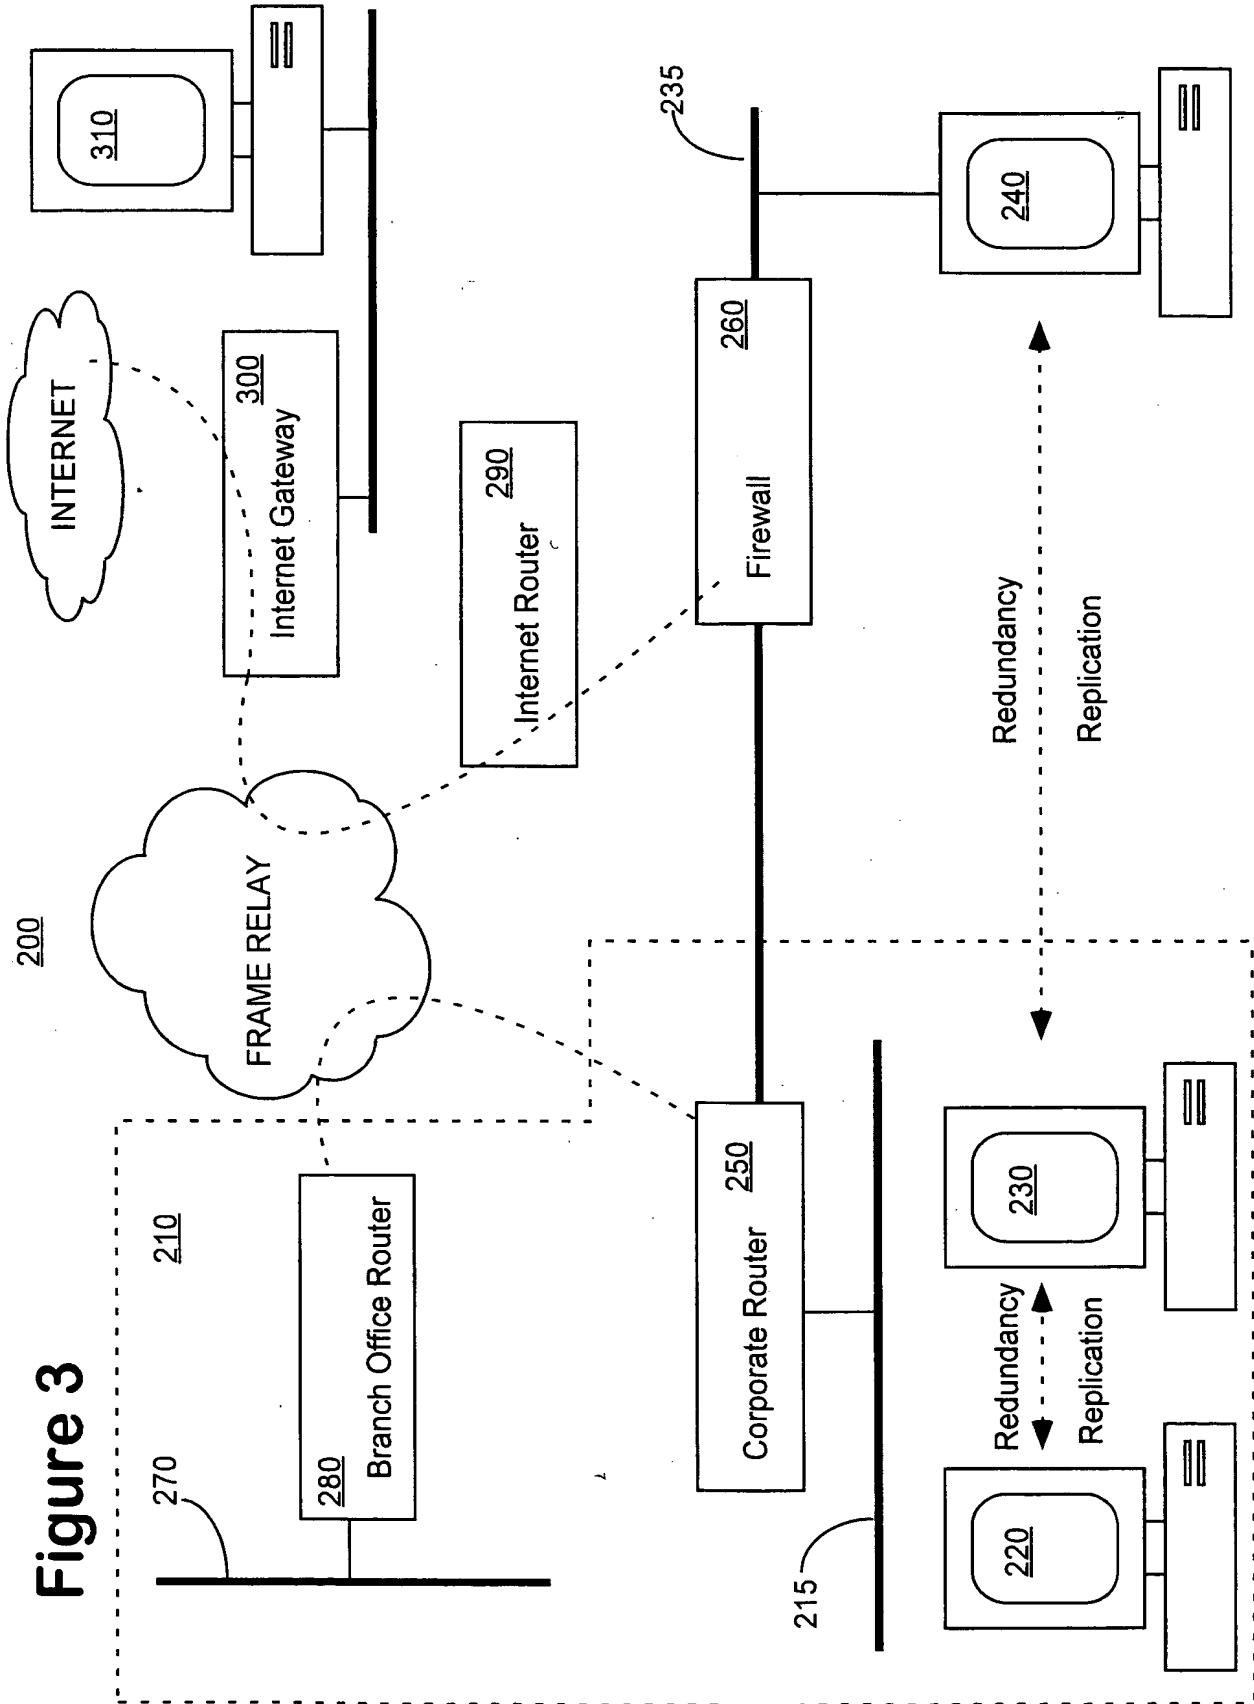 Figure 3
200
270
210
280
Branch Office Router
FRAME RELAY
INTERNET
310
300
Internet Gateway
290
Internet Router
250
Corporate Router
260
Firewall
235
215
220
Redundancy
Replication
230
Redundancy
Replication
240